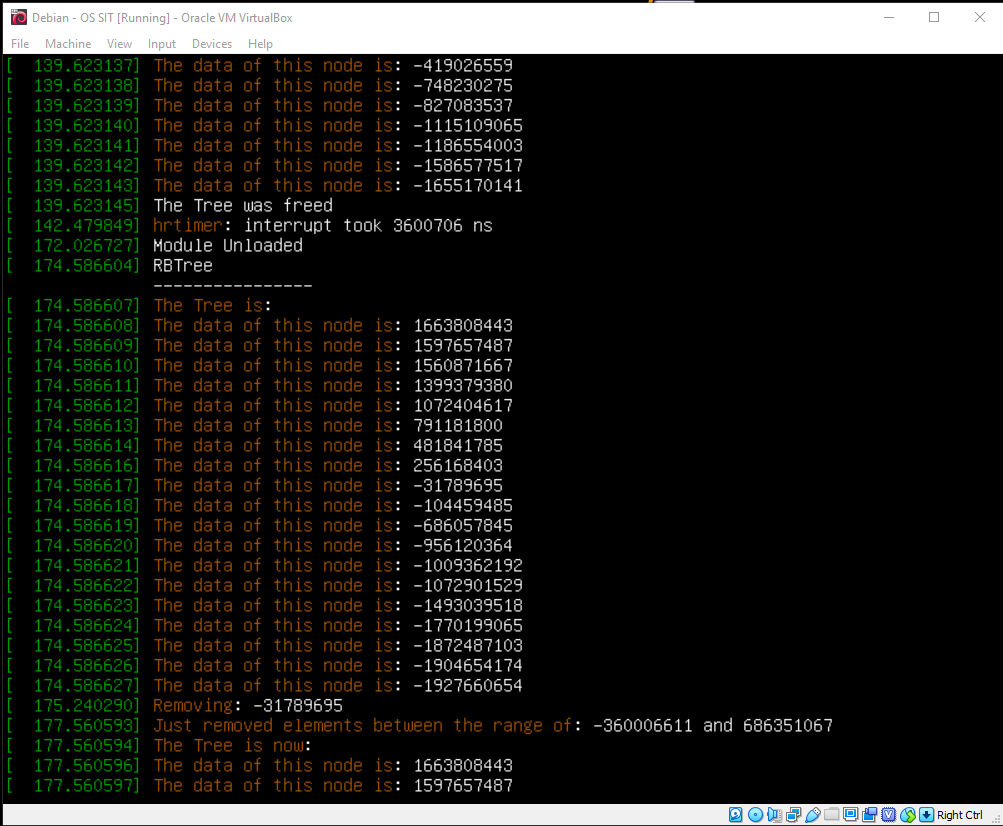 Debian - OS SIT [Running] - Oracle VM VirtualBox
File Machine View Input Devices Help
[  139.623137] The data of this node is: -419026559
[  139.623138] The data of this node is: -748230275
[  139.623139] The data of this node is: -827083537
[  139.623140] The data of this node is: -1115109065
[  139.623141] The data of this node is: -1186554003
[  139.623142] The data of this node is: -1586577517
[  139.623143] The data of this node is: -1655170141
[  139.623145] The Tree was freed
[  142.479849] hrtimer: interrupt took 3600706 ns
[  172.026727] Module Unloaded
[  174.586604] RBTree
----------------
[  174.586607] The Tree is:
[  174.586608] The data of this node is: 1663808443
[  174.586609] The data of this node is: 1597657487
[  174.586610] The data of this node is: 1560871667
[  174.586611] The data of this node is: 1399379380
[  174.586612] The data of this node is: 1072404617
[  174.586613] The data of this node is: 791181800
[  174.586614] The data of this node is: 481841785
[  174.586616] The data of this node is: 256168403
[  174.586617] The data of this node is: -31789695
[  174.586618] The data of this node is: -104459485
[  174.586619] The data of this node is: -686057845
[  174.586620] The data of this node is: -956120364
[  174.586621] The data of this node is: -1009362192
[  174.586622] The data of this node is: -1072901529
[  174.586623] The data of this node is: -1493039518
[  174.586624] The data of this node is: -1770199065
[  174.586625] The data of this node is: -1872487103
[  174.586626] The data of this node is: -1904654174
[  174.586627] The data of this node is: -1927660654
[  175.240290] Removing: -31789695
[  177.560593] Just removed elements between the range of: -360006611 and 686351067
[  177.560594] The Tree is now:
[  177.560596] The data of this node is: 1663808443
[  177.560597] The data of this node is: 1597657487
Right Ctrl